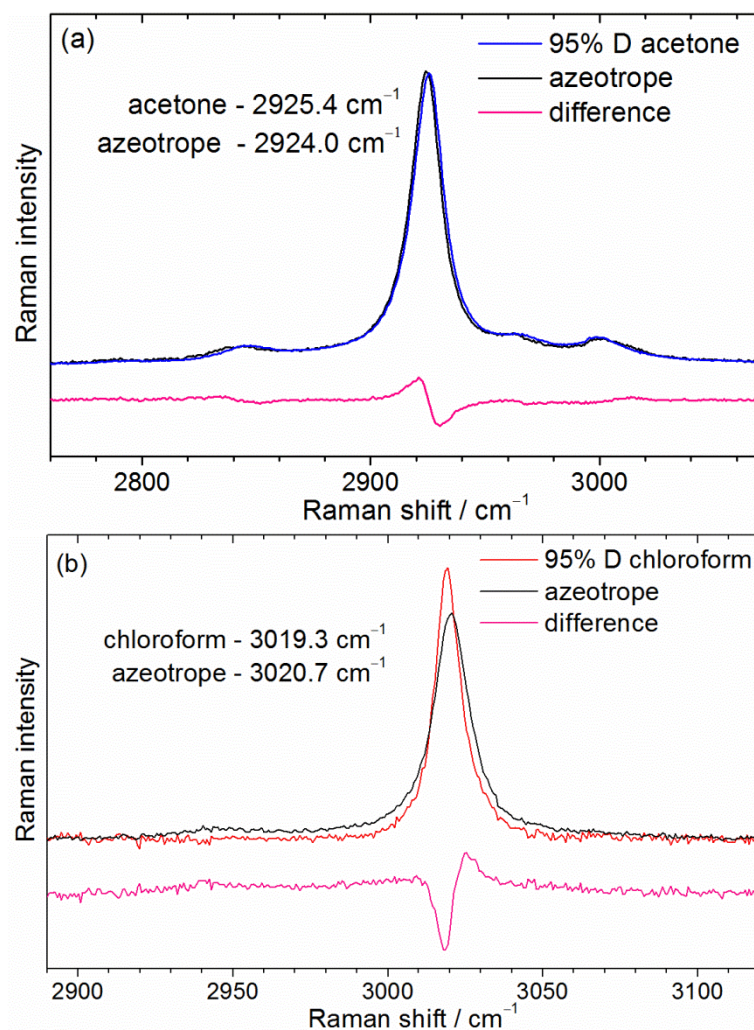 (a)
95% D acetone
azeotrope
difference
acetone - 2925.4 cm⁻¹
azeotrope - 2924.0 cm⁻¹
Raman intensity
2800 2900 3000
Raman shift / cm⁻¹
(b)
95% D chloroform
azeotrope
difference
chloroform - 3019.3 cm⁻¹
azeotrope - 3020.7 cm⁻¹
Raman intensity
2900 2950 3000 3050 3100
Raman shift / cm⁻¹